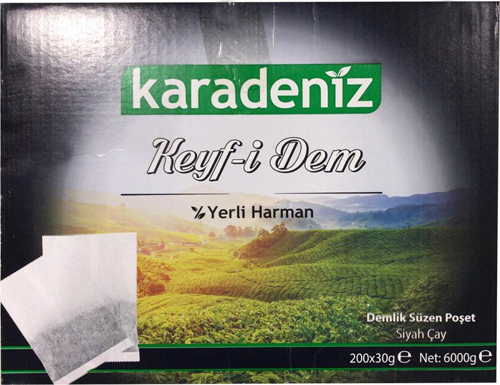 karadeniz
Keyf-i Dem
Yerli Harman
Demlik Süzen Poşet
Siyah Çay
200x30g ℮ Net: 6000g ℮